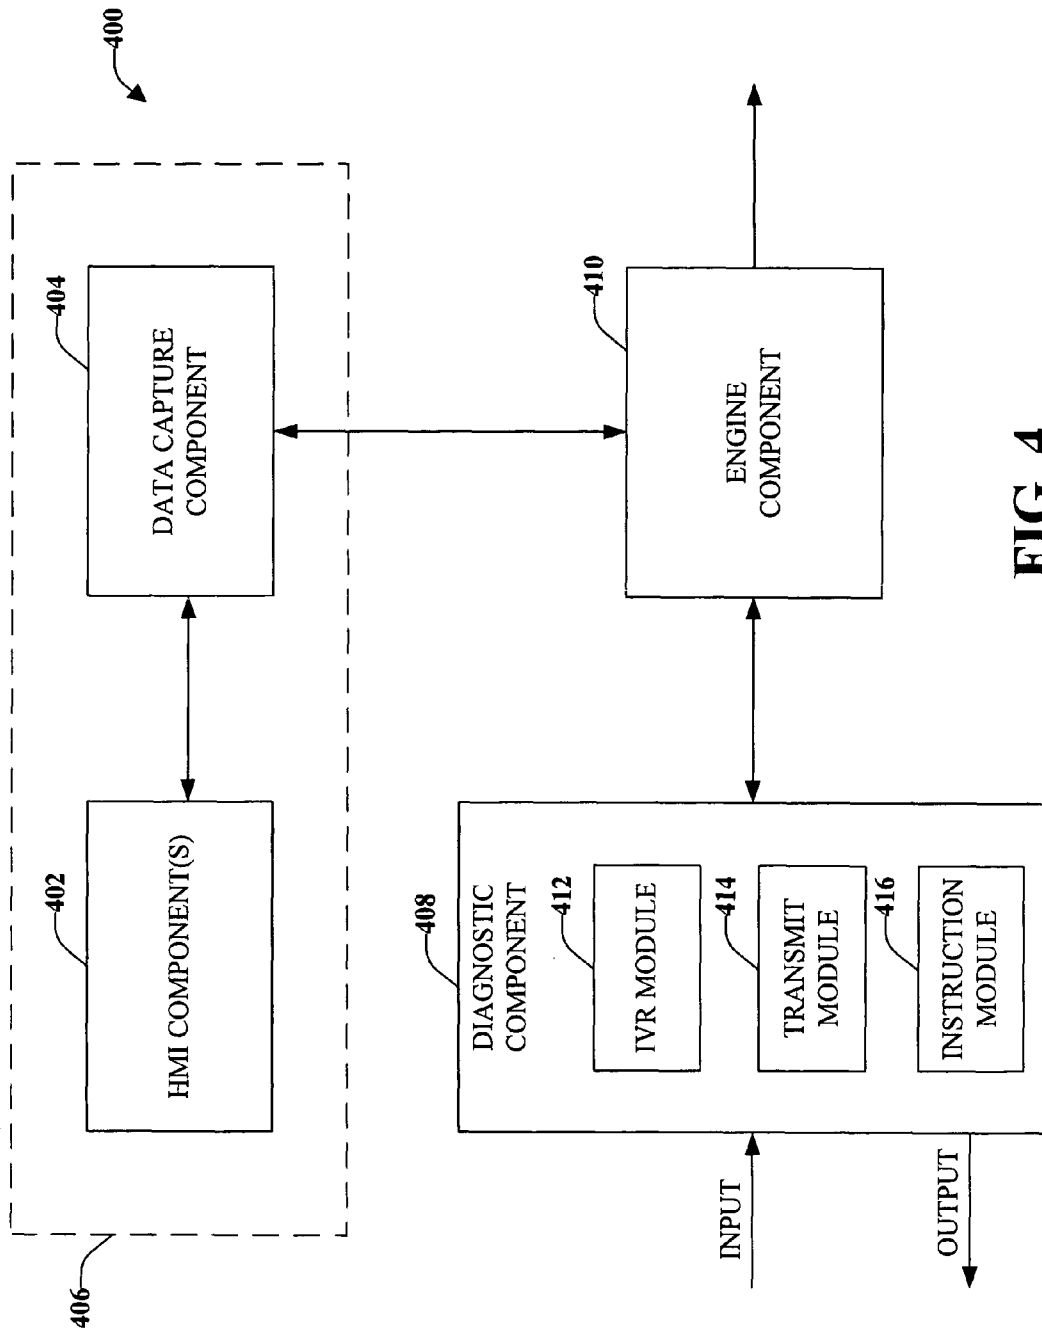 400
406
402
HMI COMPONENT(S)
404
DATA CAPTURE
COMPONENT
408
DIAGNOSTIC
COMPONENT
412
IVR MODULE
414
TRANSMIT
MODULE
416
INSTRUCTION
MODULE
410
ENGINE
COMPONENT
INPUT
OUTPUT
FIG. 4